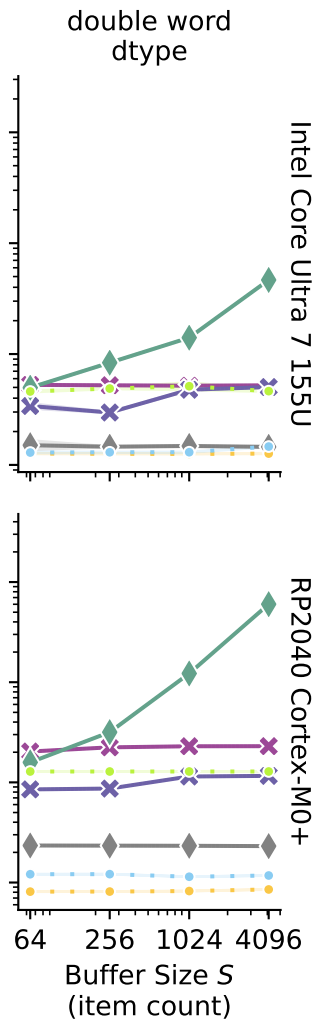 double word
dtype
Intel Core Ultra 7 155U
RP2040 Cortex-M0+
64 256 1024 4096
Buffer Size S
(item count)